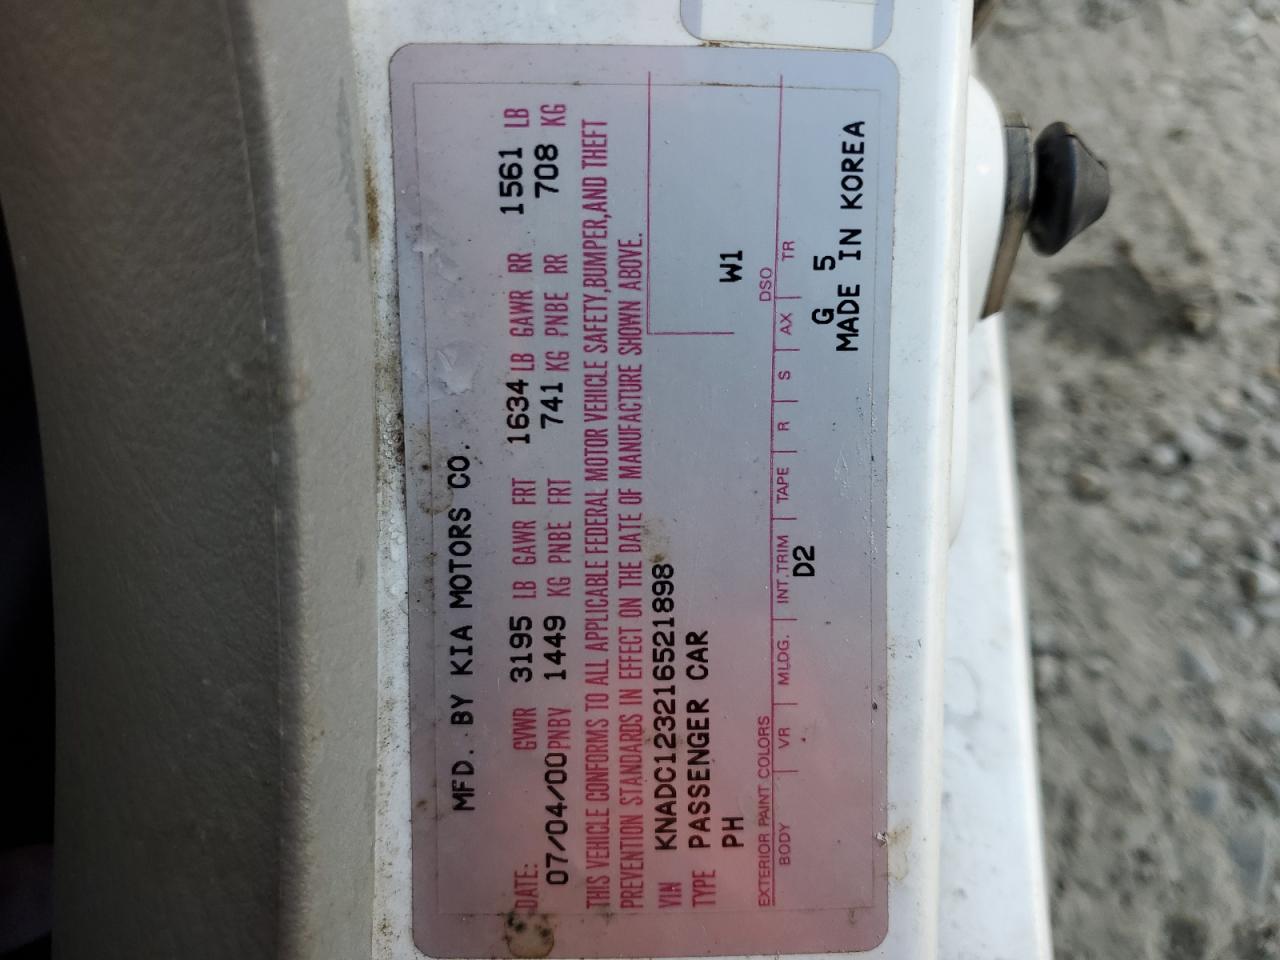 MFD. BY KIA MOTORS CO.
DATE: GVWR 3195 LB GAWR FRT 1634 LB GAWR RR 1561 LB
07/04/00 PNBV 1449 KG PNBE FRT 741 KG PNBE RR 708 KG
THIS VEHICLE CONFORMS TO ALL APPLICABLE FEDERAL MOTOR VEHICLE SAFETY,BUMPER,AND THEFT
PREVENTION STANDARDS IN EFFECT ON THE DATE OF MANUFACTURE SHOWN ABOVE.
VIN KNADC123216521898
TYPE PASSENGER CAR
PH W1
EXTERIOR PAINT COLORS DSO
BODY VR MLDG. INT.TRIM TAPE R S AX TR
D2 G 5
MADE IN KOREA